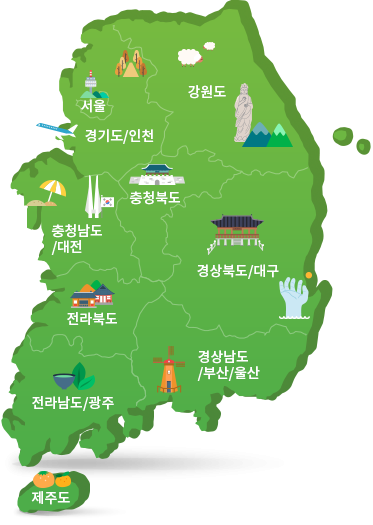 서울
강원도
경기도/인천
충청북도
충청남도
/대전
경상북도/대구
전라북도
경상남도
/부산/울산
전라남도/광주
제주도